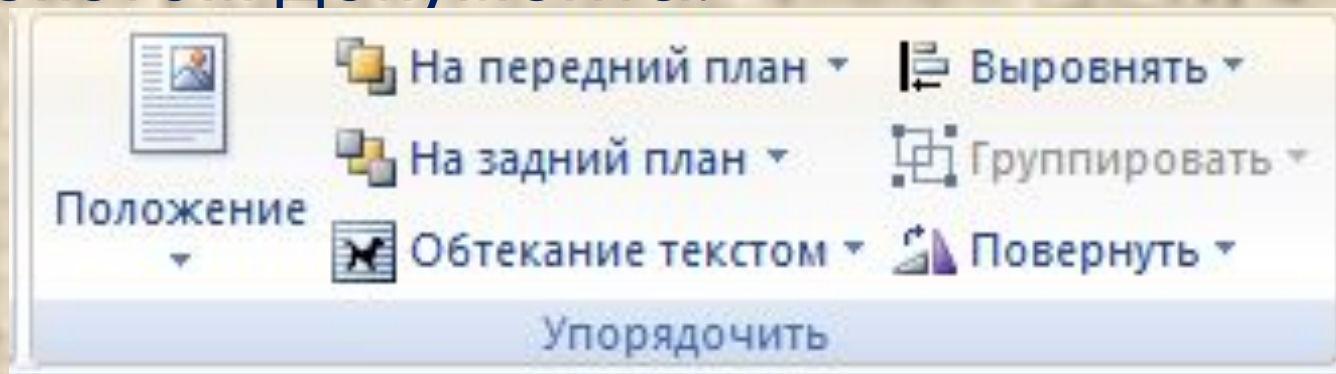 На передний план
На задний план
Обтекание текстом
Положение
Выровнять
Группировать
Повернуть
Упорядочить